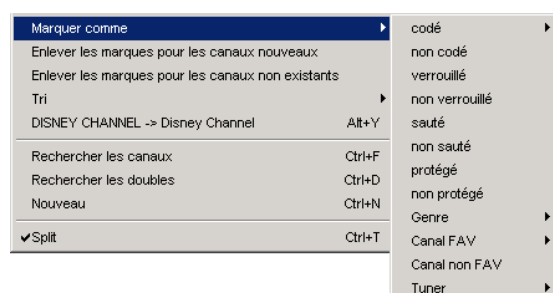 Marquer comme
Enlever les marques pour les canaux nouveaux
Enlever les marques pour les canaux non existants
Tri
DISNEY CHANNEL -> Disney Channel Alt+Y
Rechercher les canaux Ctrl+F
Rechercher les doubles Ctrl+D
Nouveau Ctrl+N
Split Ctrl+T
codé
non codé
verrouillé
non verrouillé
sauté
non sauté
protégé
non protégé
Genre
Canal FAV
Canal non FAV
Tuner